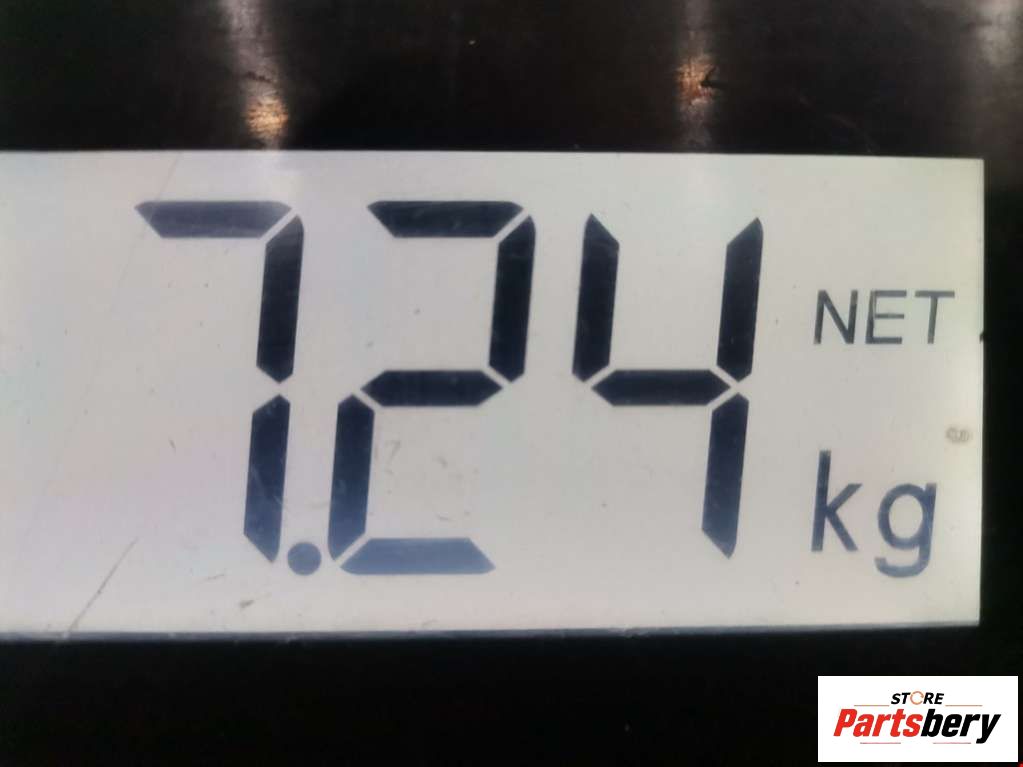 7.24 NET
kg
STORE
Partsbery